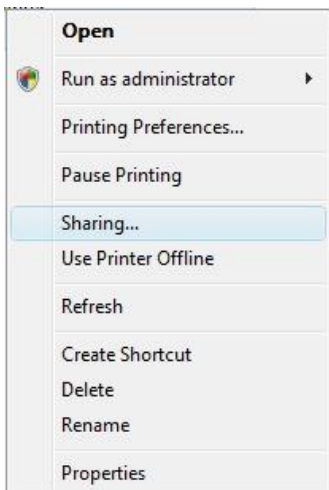 Open
Run as administrator
Printing Preferences...
Pause Printing
Sharing...
Use Printer Offline
Refresh
Create Shortcut
Delete
Rename
Properties